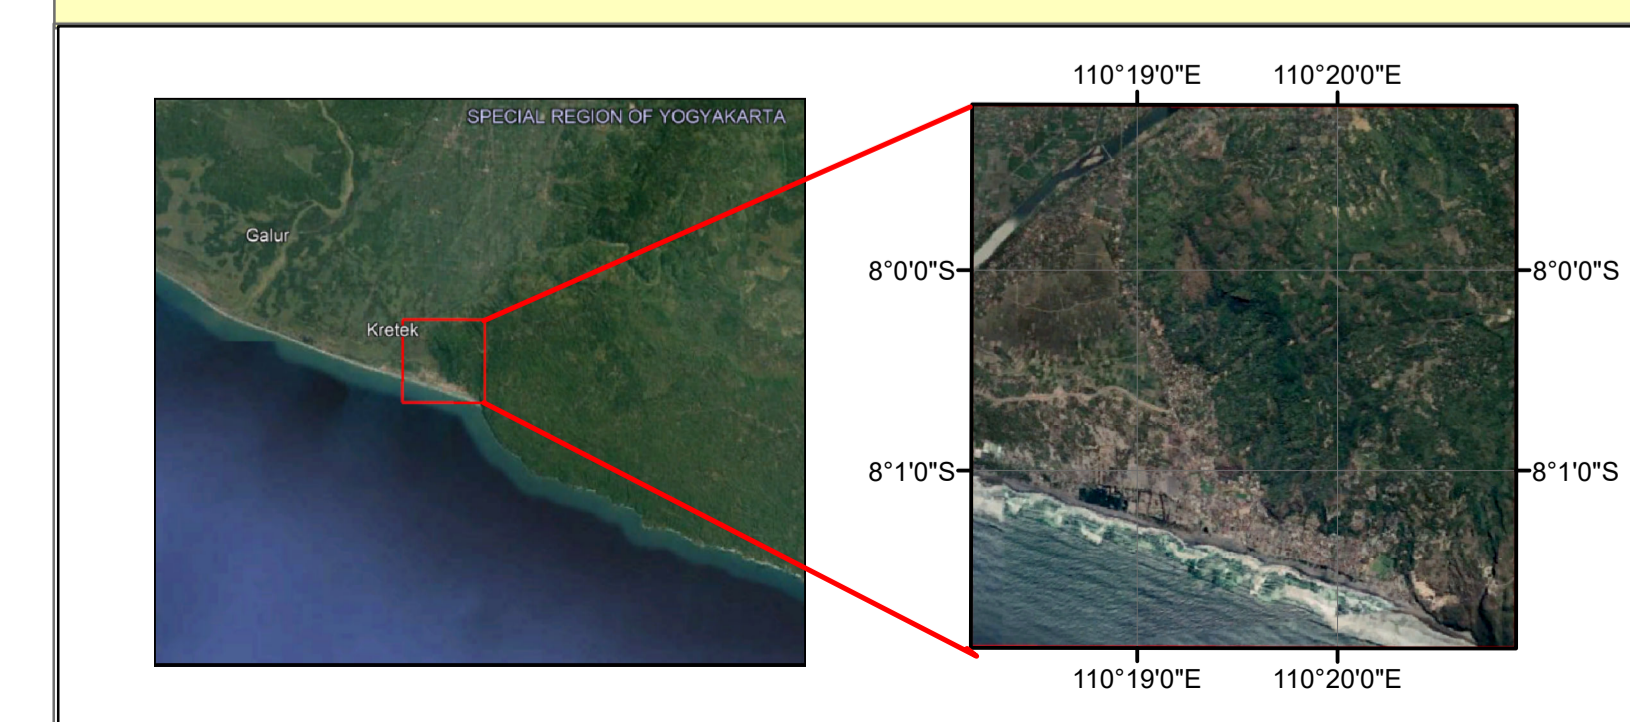 110°19'0"E 110°20'0"E
SPECIAL REGION OF YOGYAKARTA
Galur
8°0'0"S 8°0'0"S
Kretek
8°1'0"S 8°1'0"S
110°19'0"E 110°20'0"E